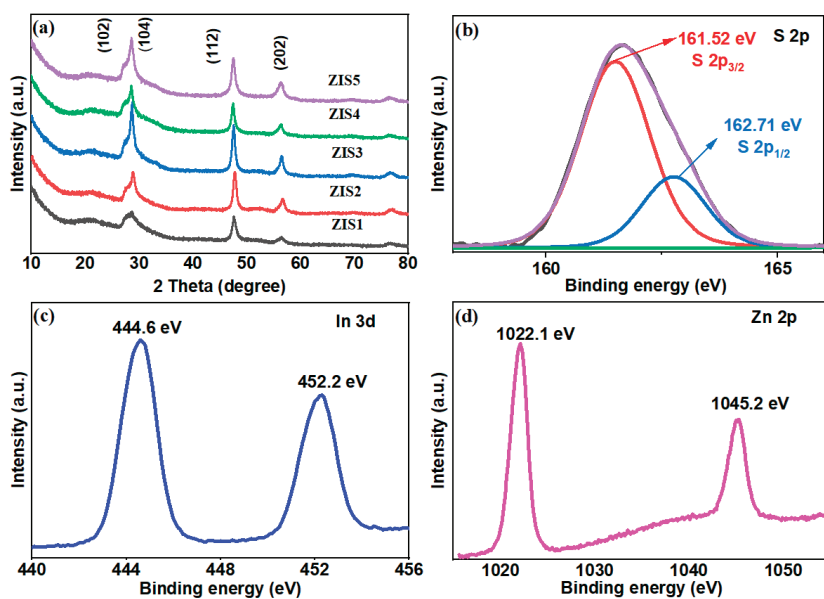 (a)
(102)
(104)
(112)
(202)
ZIS5
ZIS4
ZIS3
ZIS2
ZIS1
Intensity (a.u.)
10 20 30 40 50 60 70 80
2 Theta (degree)
(b)
S 2p
161.52 eV
S 2p3/2
162.71 eV
S 2p1/2
Intensity (a.u.)
160 165
Binding energy (eV)
(c)
In 3d
444.6 eV
452.2 eV
Intensity (a.u.)
440 444 448 452 456
Binding energy (eV)
(d)
Zn 2p
1022.1 eV
1045.2 eV
Intensity (a.u.)
1020 1030 1040 1050
Binding energy (eV)